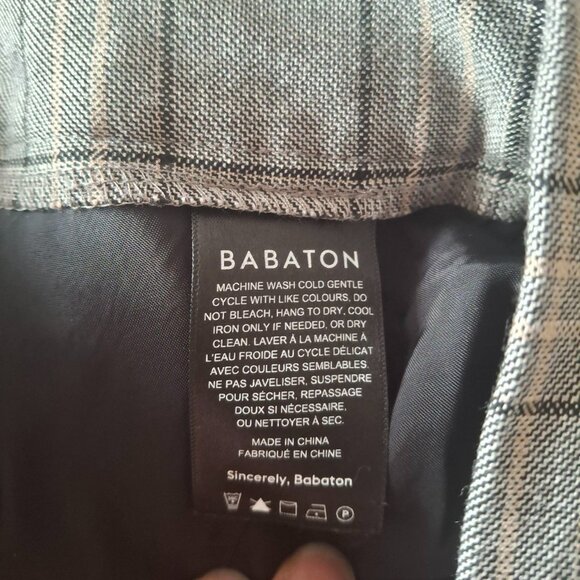 BABATON
MACHINE WASH COLD GENTLE
CYCLE WITH LIKE COLOURS, DO
NOT BLEACH, HANG TO DRY, COOL
IRON ONLY IF NEEDED, OR DRY
CLEAN. LAVER À LA MACHINE À
L'EAU FROIDE AU CYCLE DÉLICAT
AVEC COULEURS SEMBLABLES.
NE PAS JAVELISER, SUSPENDRE
POUR SÉCHER, REPASSAGE
DOUX SI NÉCESSAIRE,
OU NETTOYER À SEC.
MADE IN CHINA
FABRIQUÉ EN CHINE
Sincerely, Babaton
P